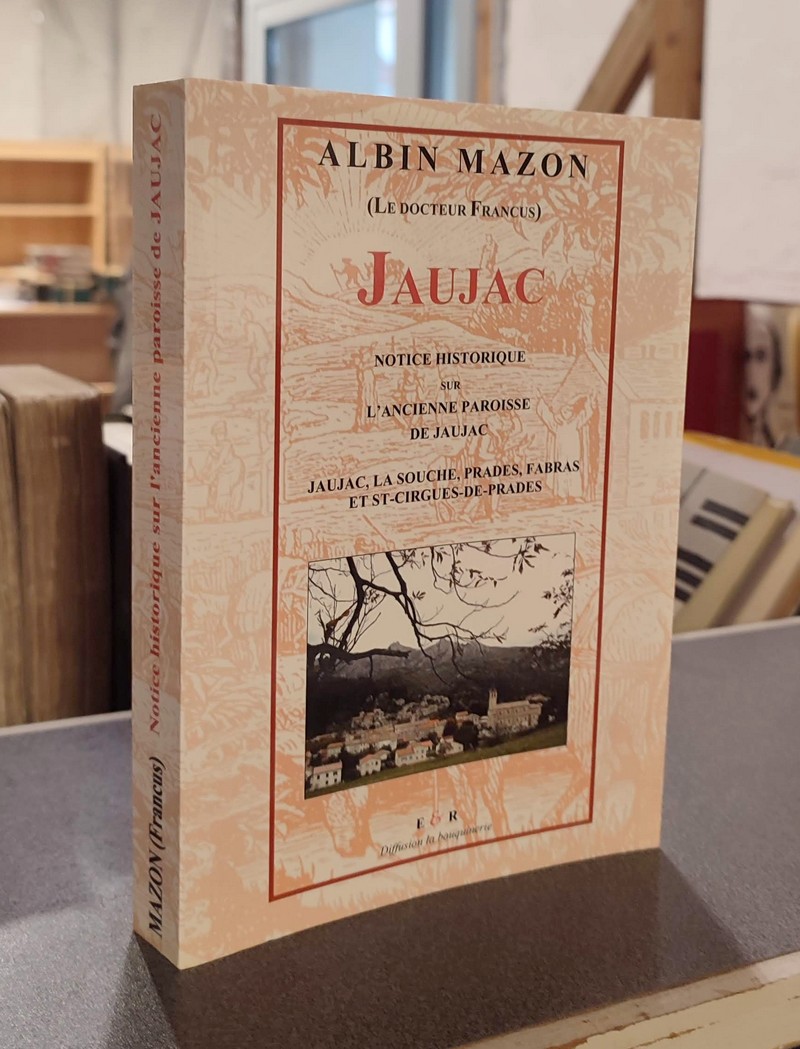 ALBIN MAZON
(LE DOCTEUR FRANCUS)
JAUJAC
NOTICE HISTORIQUE
SUR
L'ANCIENNE PAROISSE
DE JAUJAC
JAUJAC, LA SOUCHE, PRADES, FABRAS
ET ST-CIRGUES-DE-PRADES
E & R
Diffusion la bouquinerie
MAZON (Francus) Notice historique sur l'ancienne paroisse de JAUJAC